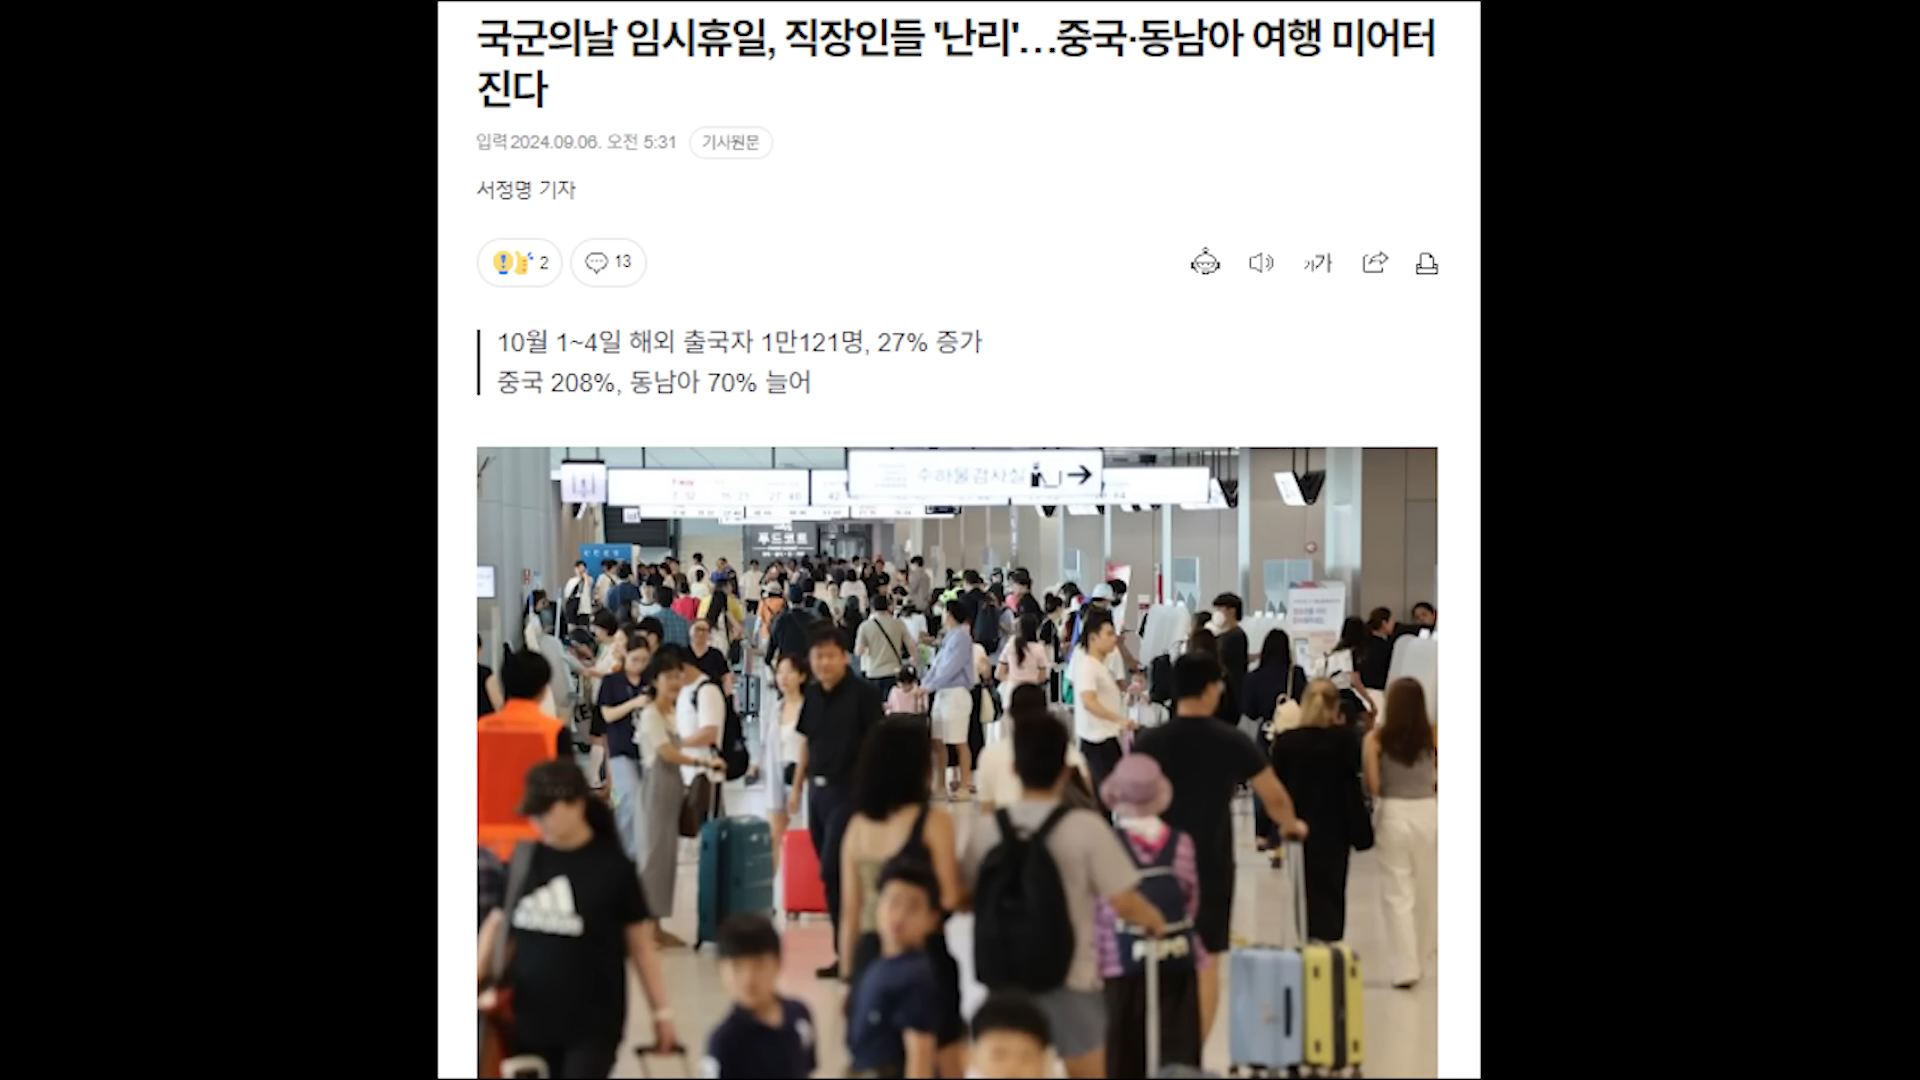 국군의날 임시휴일, 직장인들 '난리'…중국·동남아 여행 미어터
진다
입력 2024.09.06. 오전 5:31 기사원문
서정명 기자
2 13
가가
10월 1~4일 해외 출국자 1만121명, 27% 증가
중국 208%, 동남아 70% 늘어
수하물검사실
푸드코트